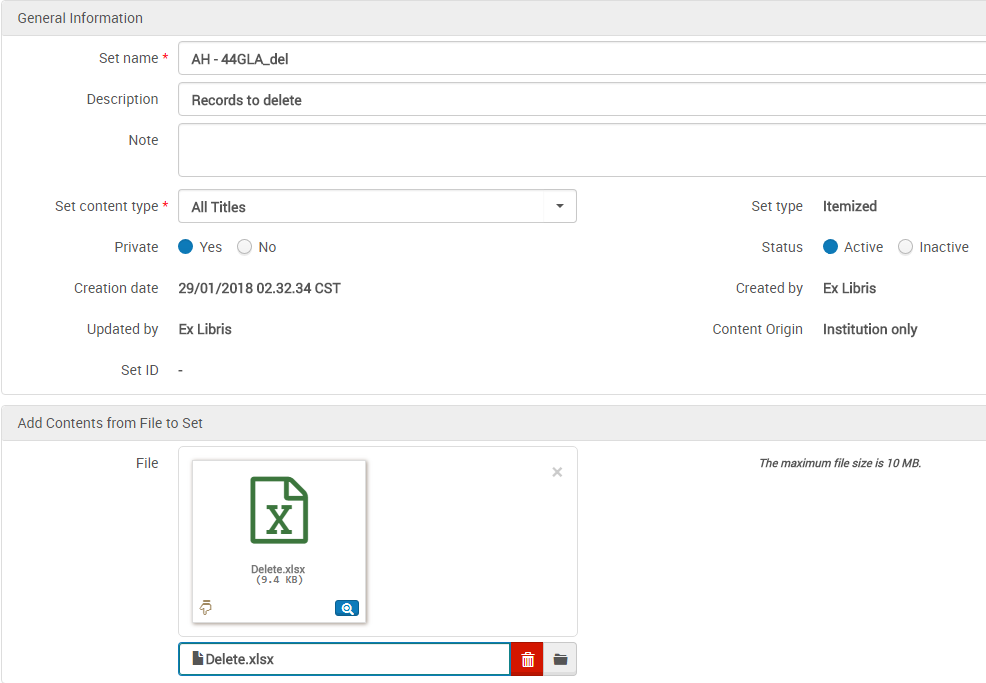 General Information
Set name * AH - 44GLA_del
Description Records to delete
Note
Set content type * All Titles Set type Itemized
Private Yes No Status Active Inactive
Creation date 29/01/2018 02.32.34 CST Created by Ex Libris
Updated by Ex Libris Content Origin Institution only
Set ID -
Add Contents from File to Set
File The maximum file size is 10 MB.
Delete.xlsx
(9.4 KB)
Delete.xlsx